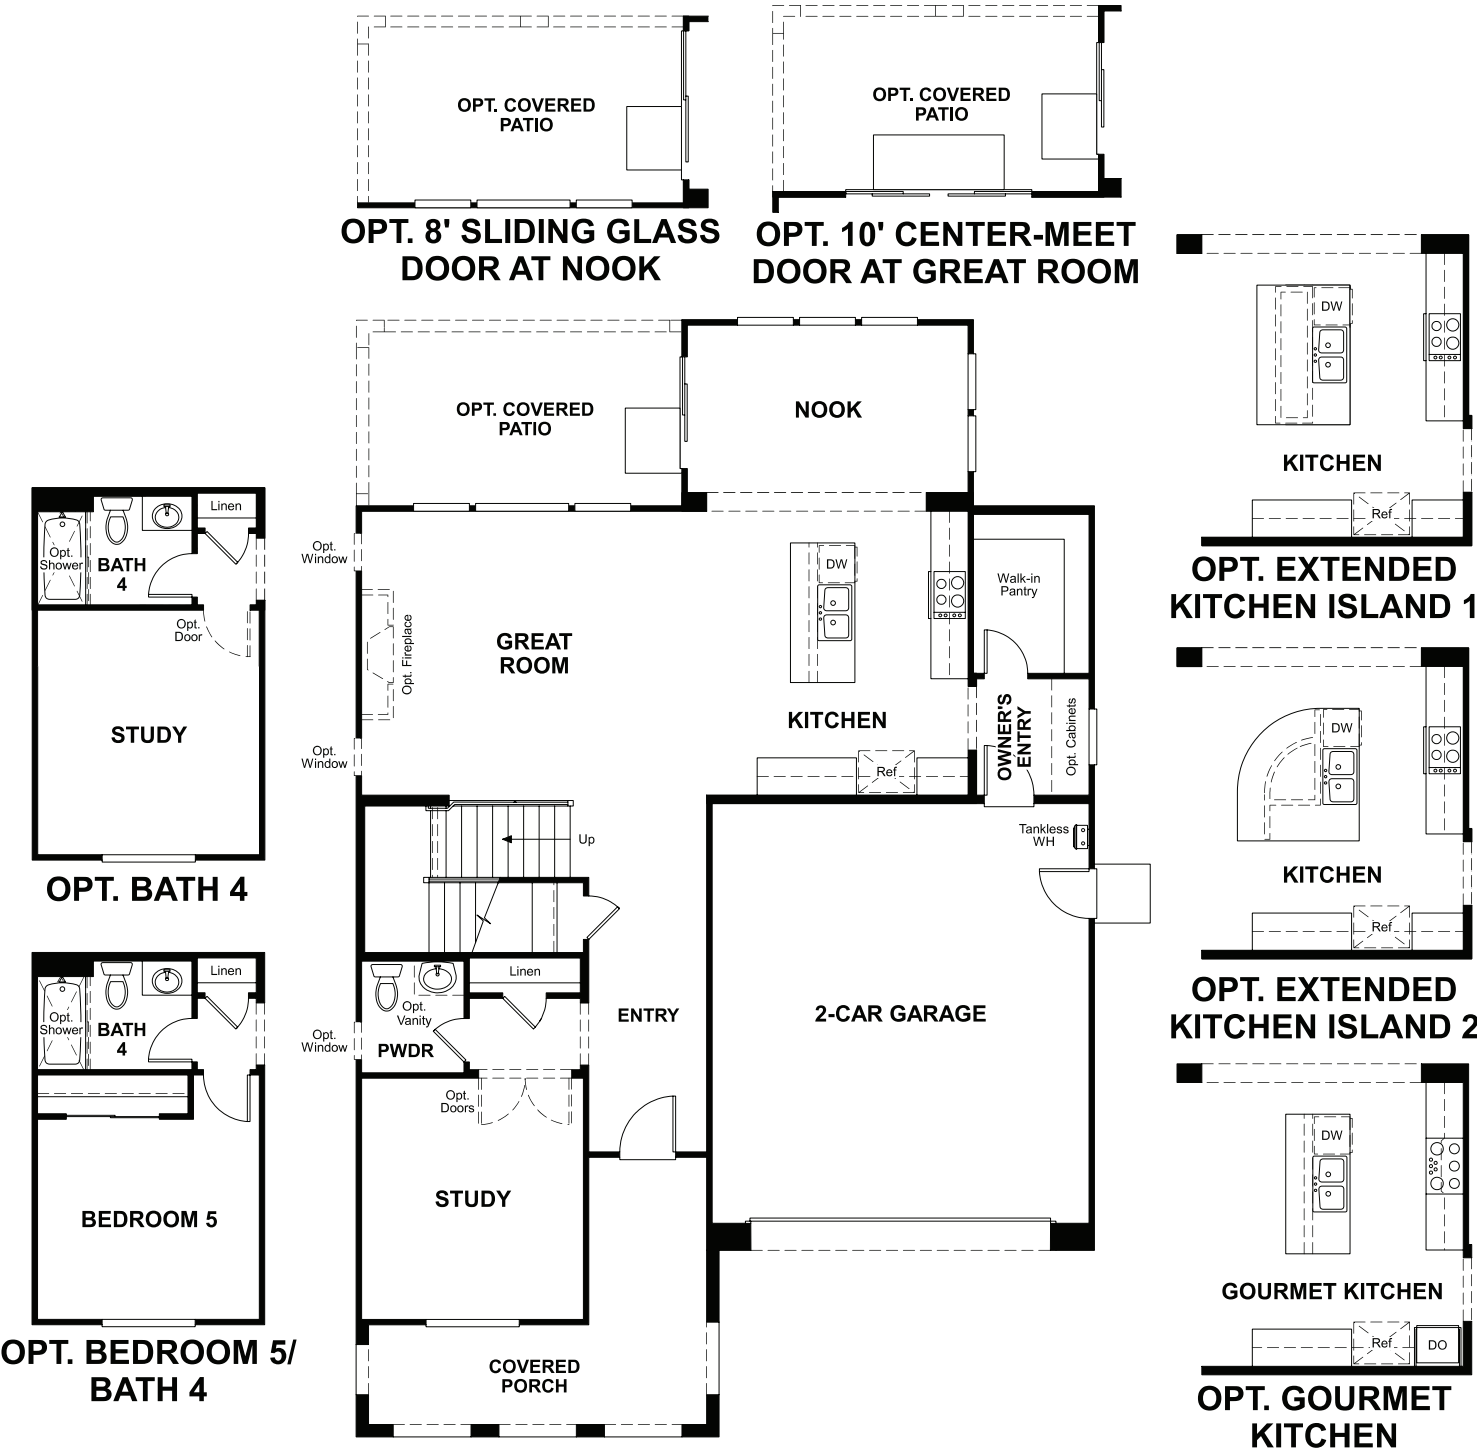 OPT. COVERED
PATIO
OPT. 8' SLIDING GLASS
DOOR AT NOOK
OPT. COVERED
PATIO
OPT. 10' CENTER-MEET
DOOR AT GREAT ROOM
DW
KITCHEN
Ref
OPT. EXTENDED
KITCHEN ISLAND 1
OPT. COVERED
PATIO
NOOK
Opt.
Window
DW
Walk-in
Pantry
GREAT
ROOM
Opt. Fireplace
KITCHEN
OWNER'S
ENTRY
Opt. Cabinets
Opt.
Window
Ref
Up
Tankless
WH
Linen
Opt.
Vanity
PWDR
Opt.
Window
ENTRY
2-CAR GARAGE
Opt.
Doors
STUDY
COVERED
PORCH
Linen
Opt.
Shower
BATH
4
Opt.
Door
STUDY
OPT. BATH 4
Linen
Opt.
Shower
BATH
4
BEDROOM 5
OPT. BEDROOM 5/
BATH 4
DW
KITCHEN
Ref
OPT. EXTENDED
KITCHEN ISLAND 2
DW
GOURMET KITCHEN
Ref
DO
OPT. GOURMET
KITCHEN